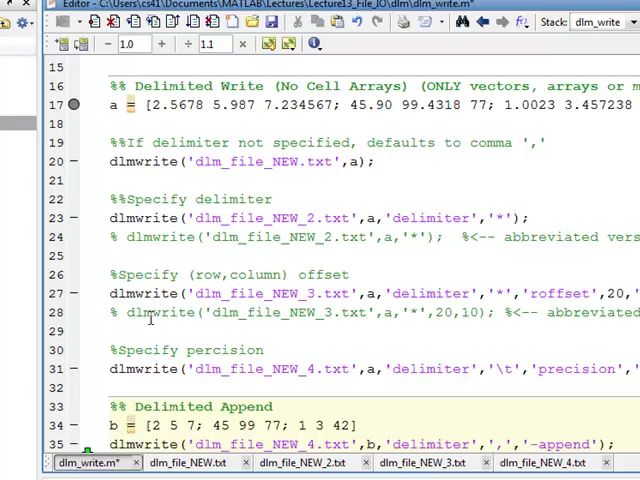 Editor - C:\Users\cs41\Documents\MATLAB\Lectures\Lecture13_File_IO\dlm\dlm_write.m*
Stack: dlm_write
1.0 1.1
15
16 %% Delimited Write (No Cell Arrays) (ONLY vectors, arrays or m
17 a = [2.5678 5.987 7.234567; 45.90 99.4318 77; 1.0023 3.457238
18
19 %%If delimiter not specified, defaults to comma ','
20 dlmwrite('dlm_file_NEW.txt',a);
21
22 %%Specify delimiter
23 dlmwrite('dlm_file_NEW_2.txt',a,'delimiter','*');
24 % dlmwrite('dlm_file_NEW_2.txt',a,'*'); %<-- abbreviated vers
25
26 %Specify (row,column) offset
27 dlmwrite('dlm_file_NEW_3.txt',a,'delimiter','*','roffset',20,'
28 % dlmwrite('dlm_file_NEW_3.txt',a,'*',20,10); %<-- abbreviated
29
30 %Specify percision
31 dlmwrite('dlm_file_NEW_4.txt',a,'delimiter','\t','precision','
32
33 %% Delimited Append
34 b = [2 5 7; 45 99 77; 1 3 42]
35 dlmwrite('dlm_file_NEW_4.txt',b,'delimiter',',','-append');
dlm_write.m* dlm_file_NEW.txt dlm_file_NEW_2.txt dlm_file_NEW_3.txt dlm_file_NEW_4.txt